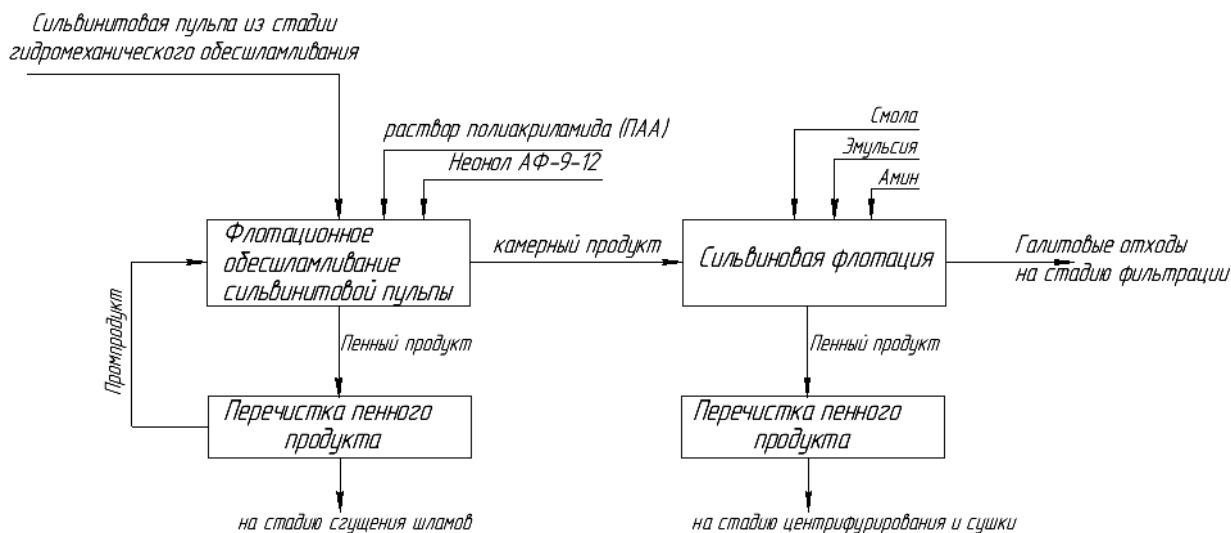 Сильвинитовая пульпа из стадии
гидромеханического обесшламливания
раствор полиакриламида (ПАА)
Неонол АФ-9-12
Смола
Эмульсия
Амин
Флотационное
обесшламливание
сильвинитовой пульпы
камерный продукт
Сильвиновая флотация
Галитовые отходы
на стадию фильтрации
Промпродукт
Пенный продукт
Пенный продукт
Перечистка пенного
продукта
Перечистка пенного
продукта
на стадию сгущения шламов
на стадию центрифурирования и сушки